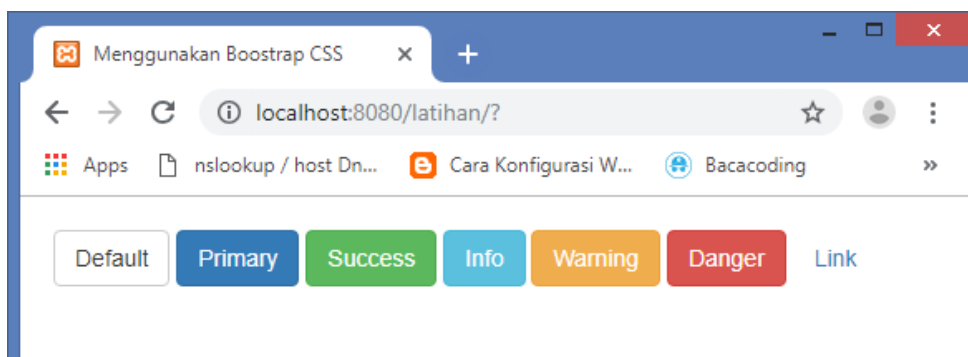 Menggunakan Boostrap CSS
localhost:8080/latihan/?
Apps nslookup / host Dn... Cara Konfigurasi W... Bacacoding »
Default Primary Success Info Warning Danger Link